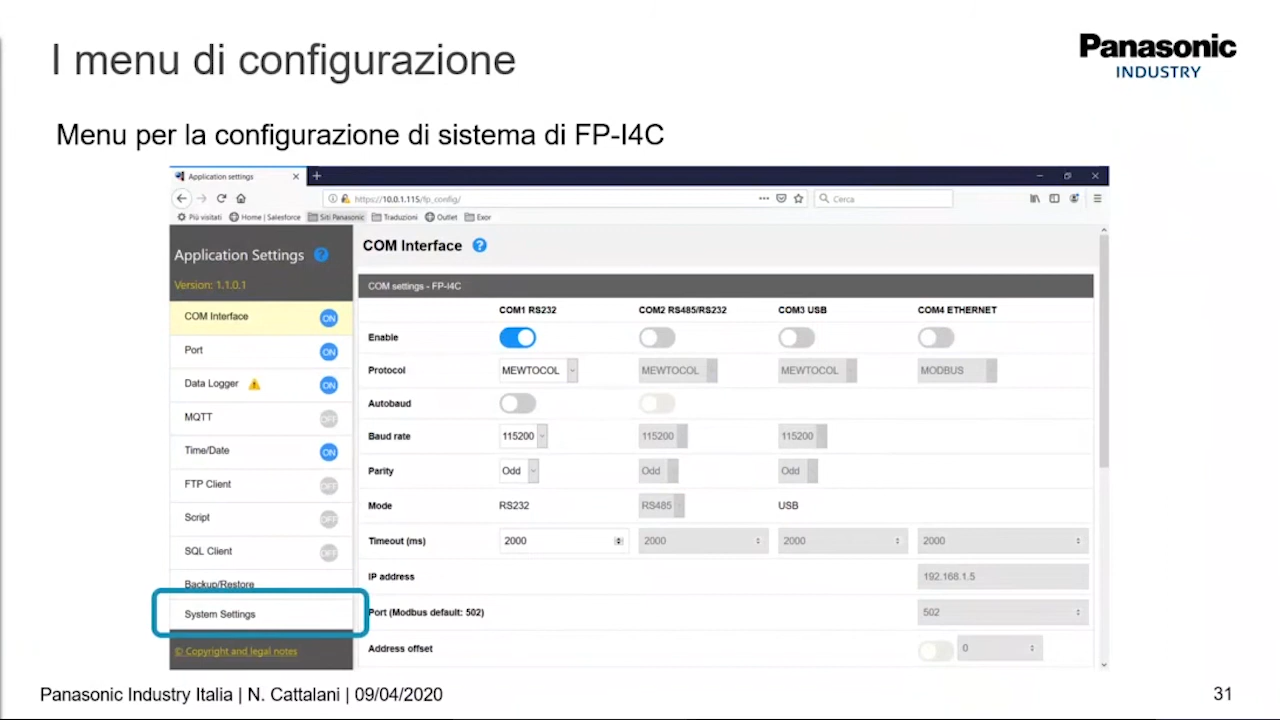 I menu di configurazione
Panasonic
INDUSTRY
Menu per la configurazione di sistema di FP-I4C
Application settings
https://10.0.1.115/fp_config/
Cerca
Più visitati Home | Salesforce Siti Panasonic Traduzioni Outlet Exor
Application Settings ?
Version: 1.1.0.1
COM Interface ON
Port ON
Data Logger ON
MQTT OFF
Time/Date ON
FTP Client OFF
Script OFF
SQL Client OFF
Backup/Restore
System Settings
© Copyright and legal notes
COM Interface ?
COM settings - FP-I4C
COM1 RS232 COM2 RS485/RS232 COM3 USB COM4 ETHERNET
Enable
Protocol MEWTOCOL MEWTOCOL MEWTOCOL MODBUS
Autobaud
Baud rate 115200 115200 115200
Parity Odd Odd Odd
Mode RS232 RS485 USB
Timeout (ms) 2000 2000 2000 2000
IP address 192.168.1.5
Port (Modbus default: 502) 502
Address offset 0
Panasonic Industry Italia | N. Cattalani | 09/04/2020
31